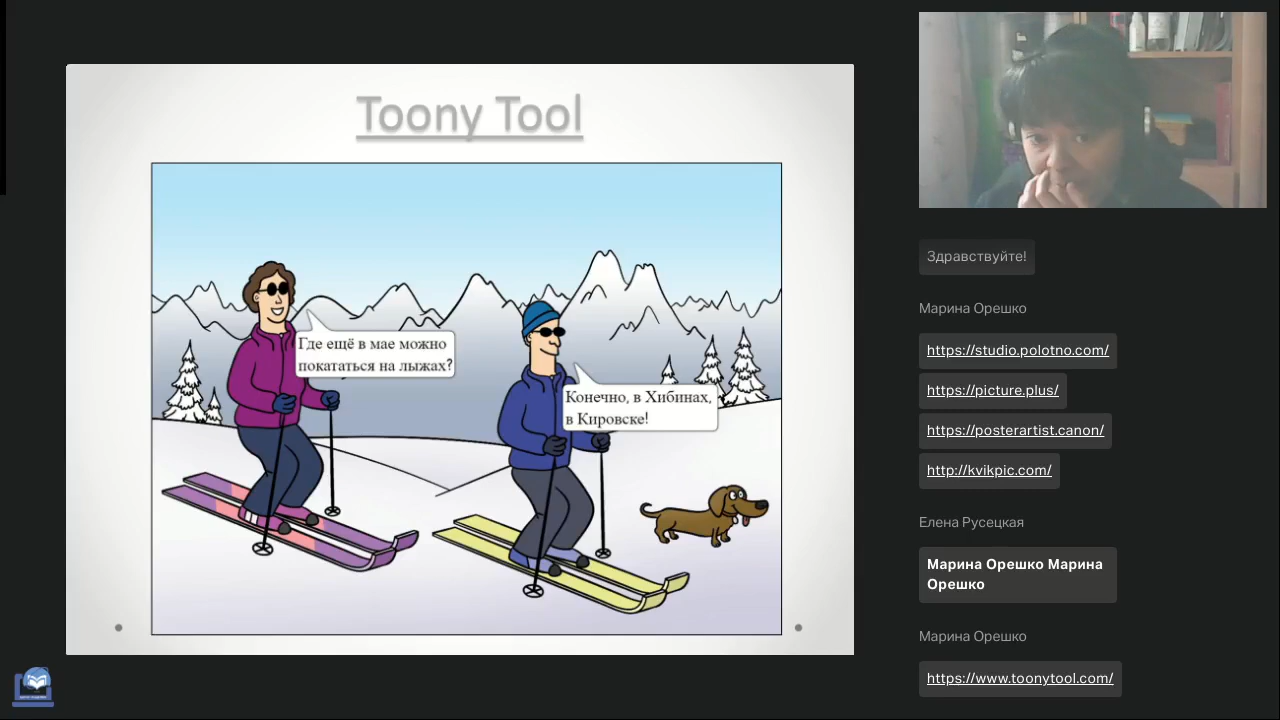 Toony Tool
Где ещё в мае можно
покататься на лыжах?
Конечно, в Хибинах,
в Кировске!
Здравствуйте!
Марина Орешко
https://studio.polotno.com/
https://picture.plus/
https://posterartist.canon/
http://kvikpic.com/
Елена Русецкая
Марина Орешко Марина
Орешко
Марина Орешко
https://www.toonytool.com/